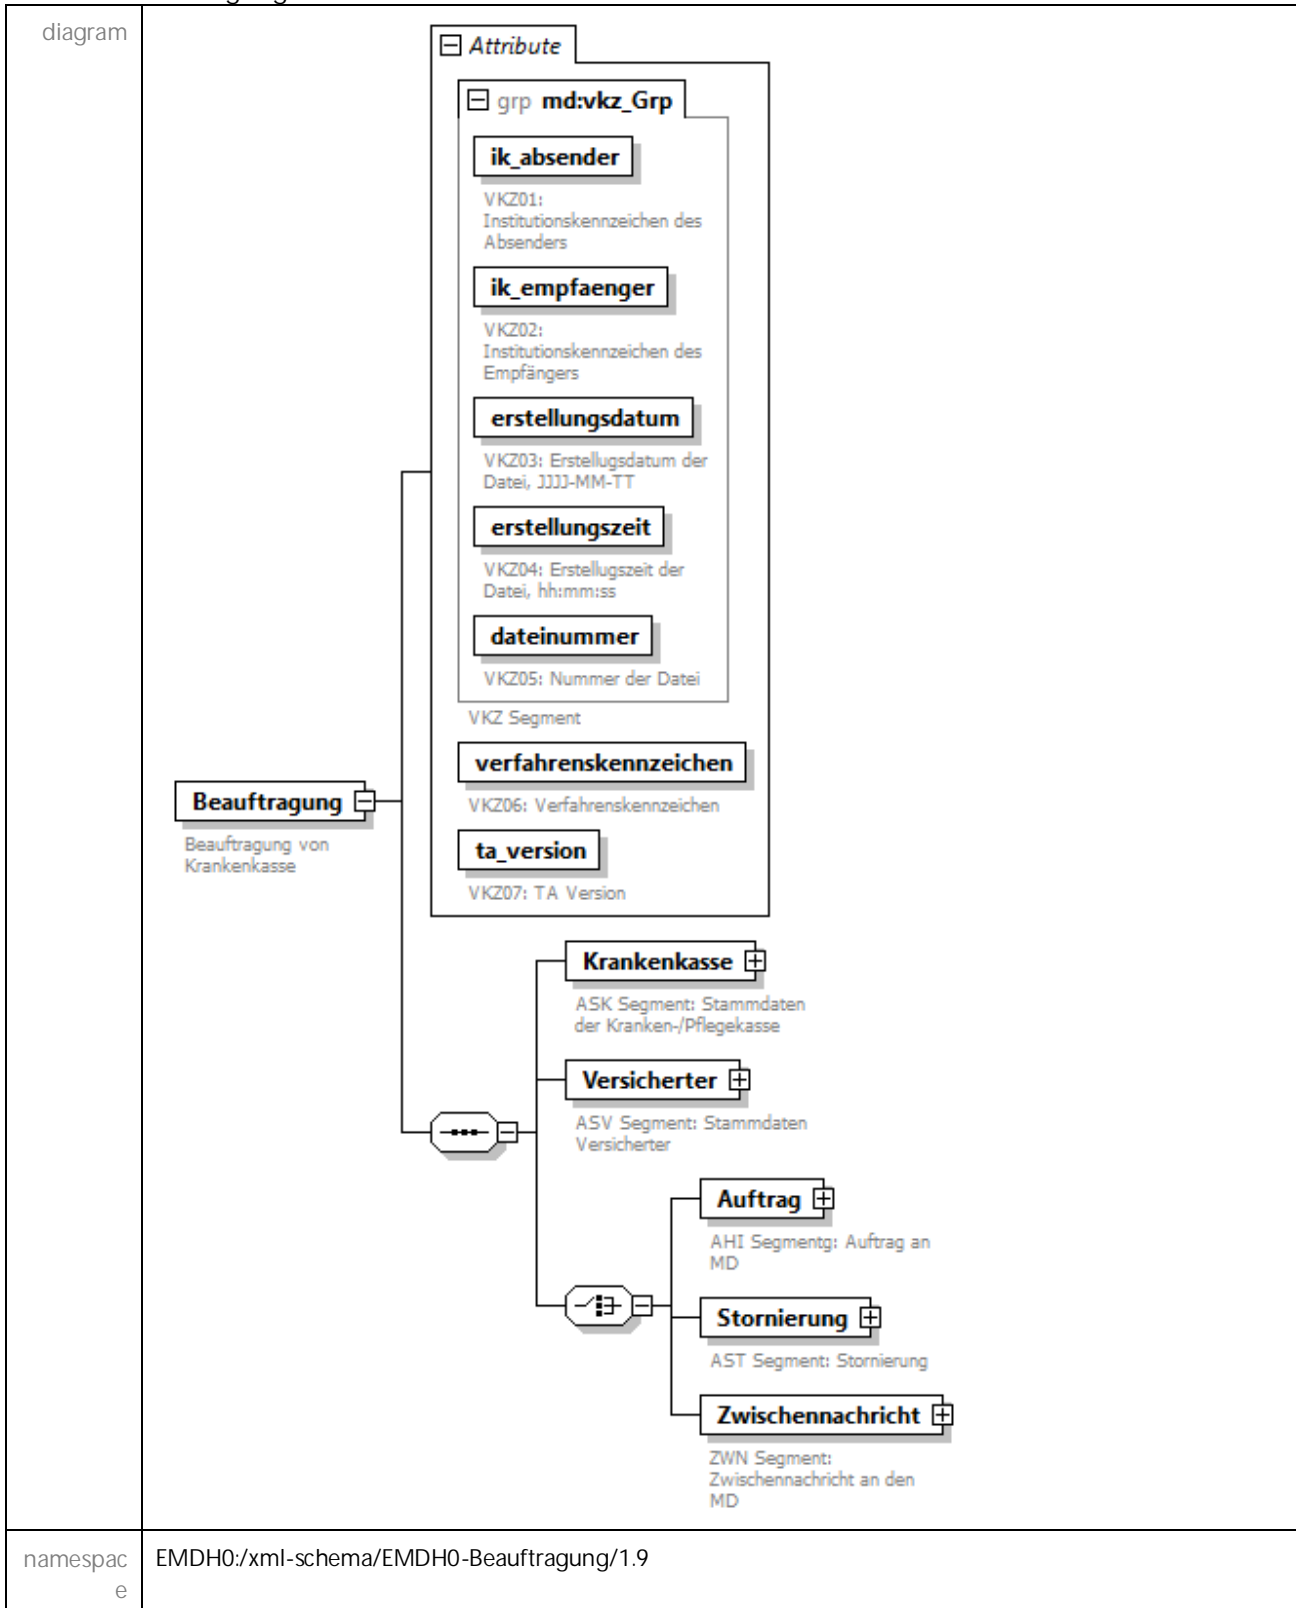 diagram
Attribute
grp md:vkz_Grp
ik_absender
VKZ01:
Institutionskennzeichen des
Absenders
ik_empfaenger
VKZ02:
Institutionskennzeichen des
Empfängers
erstellungsdatum
VKZ03: Erstellugsdatum der
Datei, JJJJ-MM-TT
erstellungszeit
VKZ04: Erstellugszeit der
Datei, hh:mm:ss
dateinummer
VKZ05: Nummer der Datei
VKZ Segment
verfahrenskennzeichen
VKZ06: Verfahrenskennzeichen
ta_version
VKZ07: TA Version
Beauftragung
Beauftragung von
Krankenkasse
Krankenkasse
ASK Segment: Stammdaten
der Kranken-/Pflegekasse
Versicherter
ASV Segment: Stammdaten
Versicherter
Auftrag
AHI Segmentg: Auftrag an
MD
Stornierung
AST Segment: Stornierung
Zwischennachricht
ZWN Segment:
Zwischennachricht an den
MD
namespac
e
EMDH0:/xml-schema/EMDH0-Beauftragung/1.9